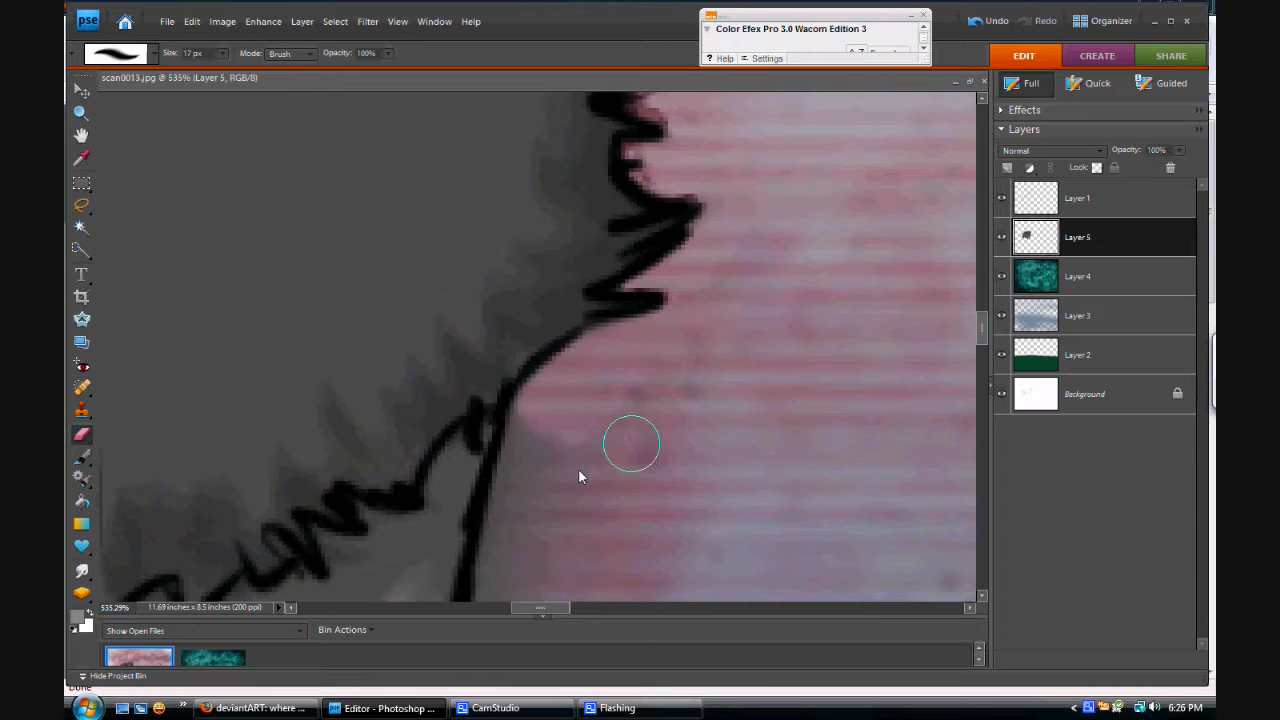 pse File Edit Image Enhance Layer Select Filter View Window Help
Color Efex Pro 3.0 Wacom Edition 3
? Help Settings
Undo Redo Organizer
Size: 17 px Mode: Brush Opacity: 100%
EDIT CREATE SHARE
scan0013.jpg @ 535% (Layer 5, RGB/8)
Full Quick Guided
Effects
Layers
Normal Opacity: 100%
Lock:
Layer 1
Layer 5
Layer 4
Layer 3
Layer 2
Background
535.29% 11.69 inches x 8.5 inches (200 ppi)
Show Open Files Bin Actions
Hide Project Bin
Done
deviantART: where ... Editor - Photoshop ... CamStudio Flashing 6:26 PM